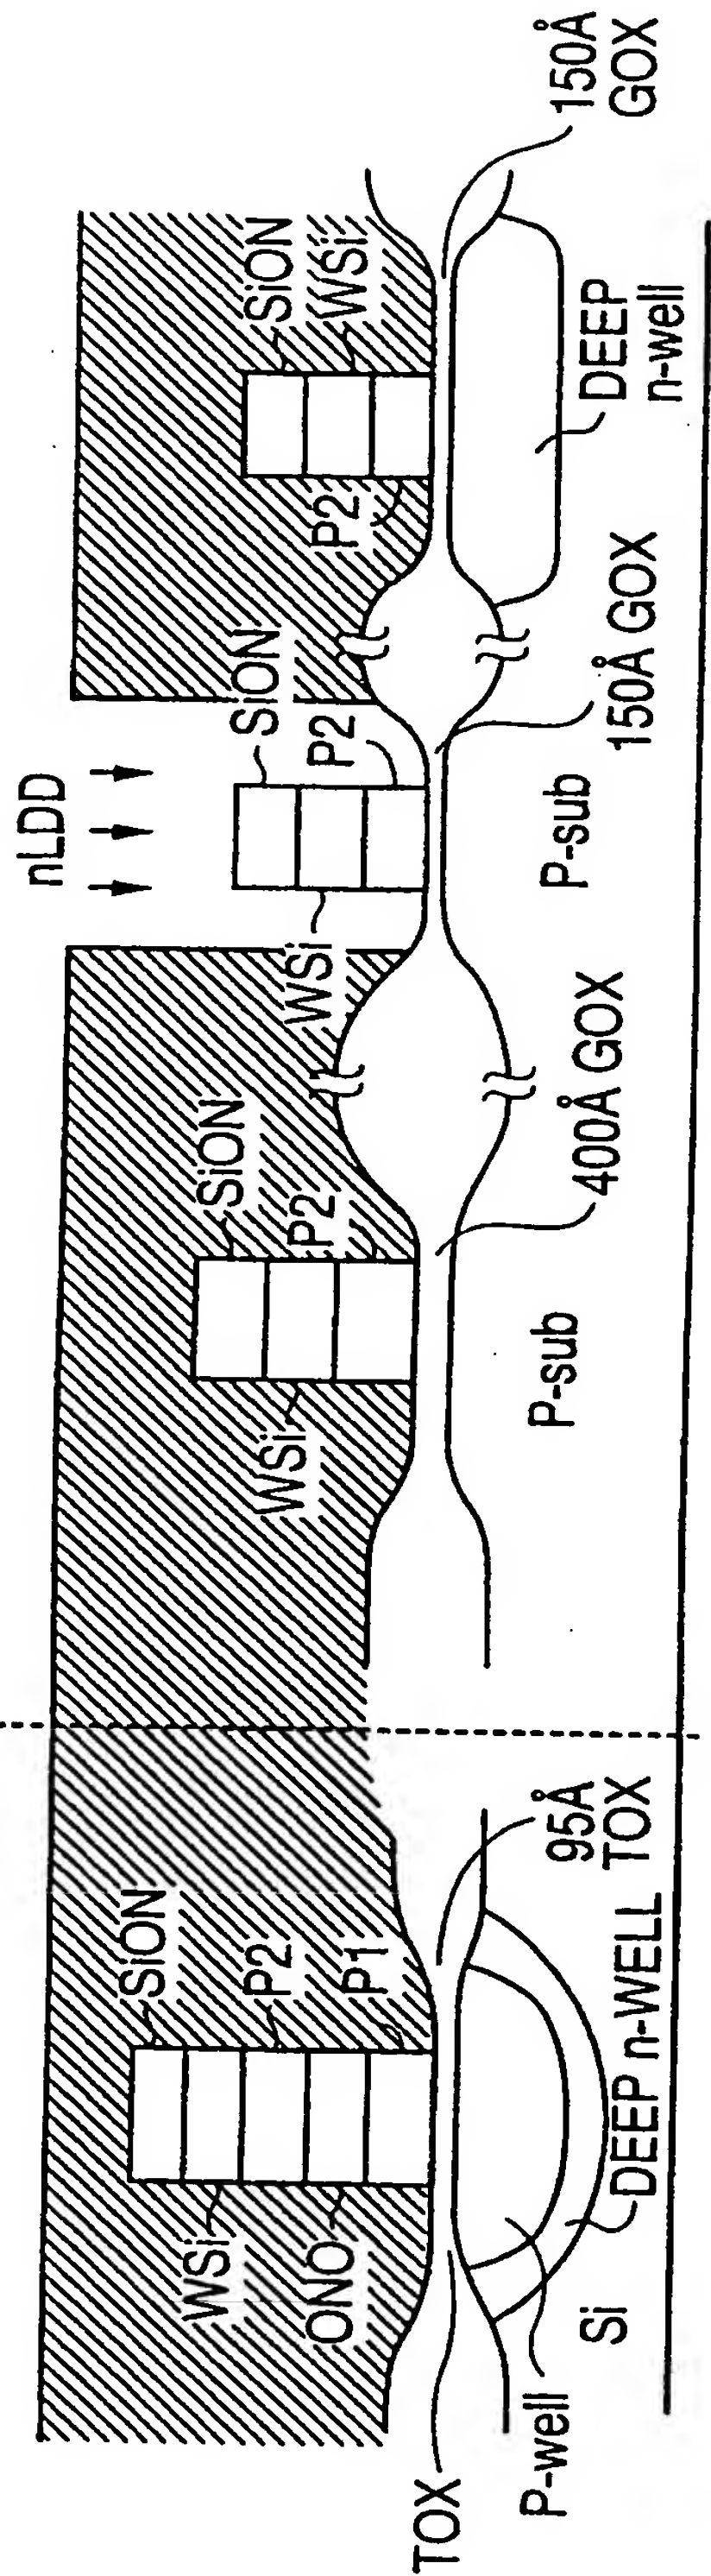 SiON
P2
P1
WSi
ONO
TOX
P-well
Si
DEEP n-WELL
95Å
TOX
SiON
P2
WSi
P-sub
400Å GOX
nLDD
SiON
P2
WSi
P-sub
150Å GOX
SiON
WSi
P2
DEEP
n-well
150Å
GOX